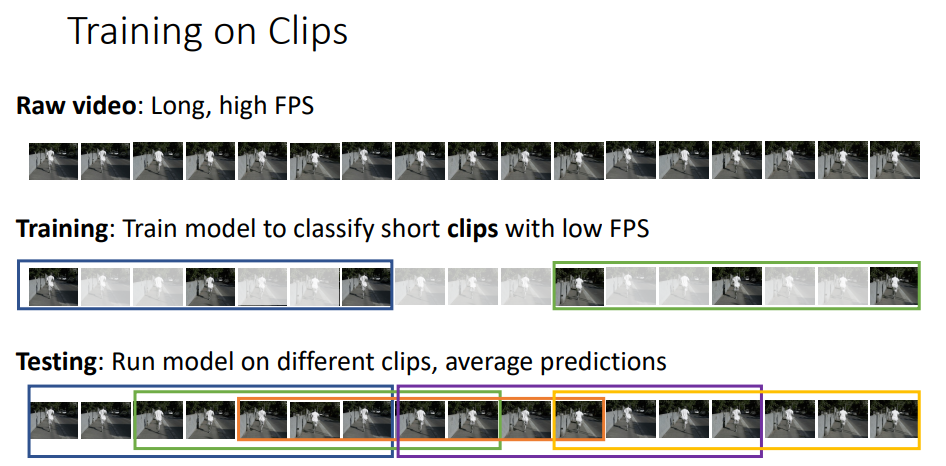 Training on Clips
Raw video: Long, high FPS
Training: Train model to classify short clips with low FPS
Testing: Run model on different clips, average predictions